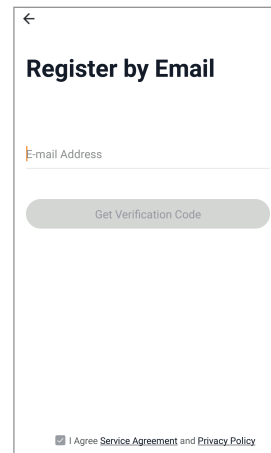 Register by Email
E-mail Address
Get Verification Code
I Agree Service Agreement and Privacy Policy